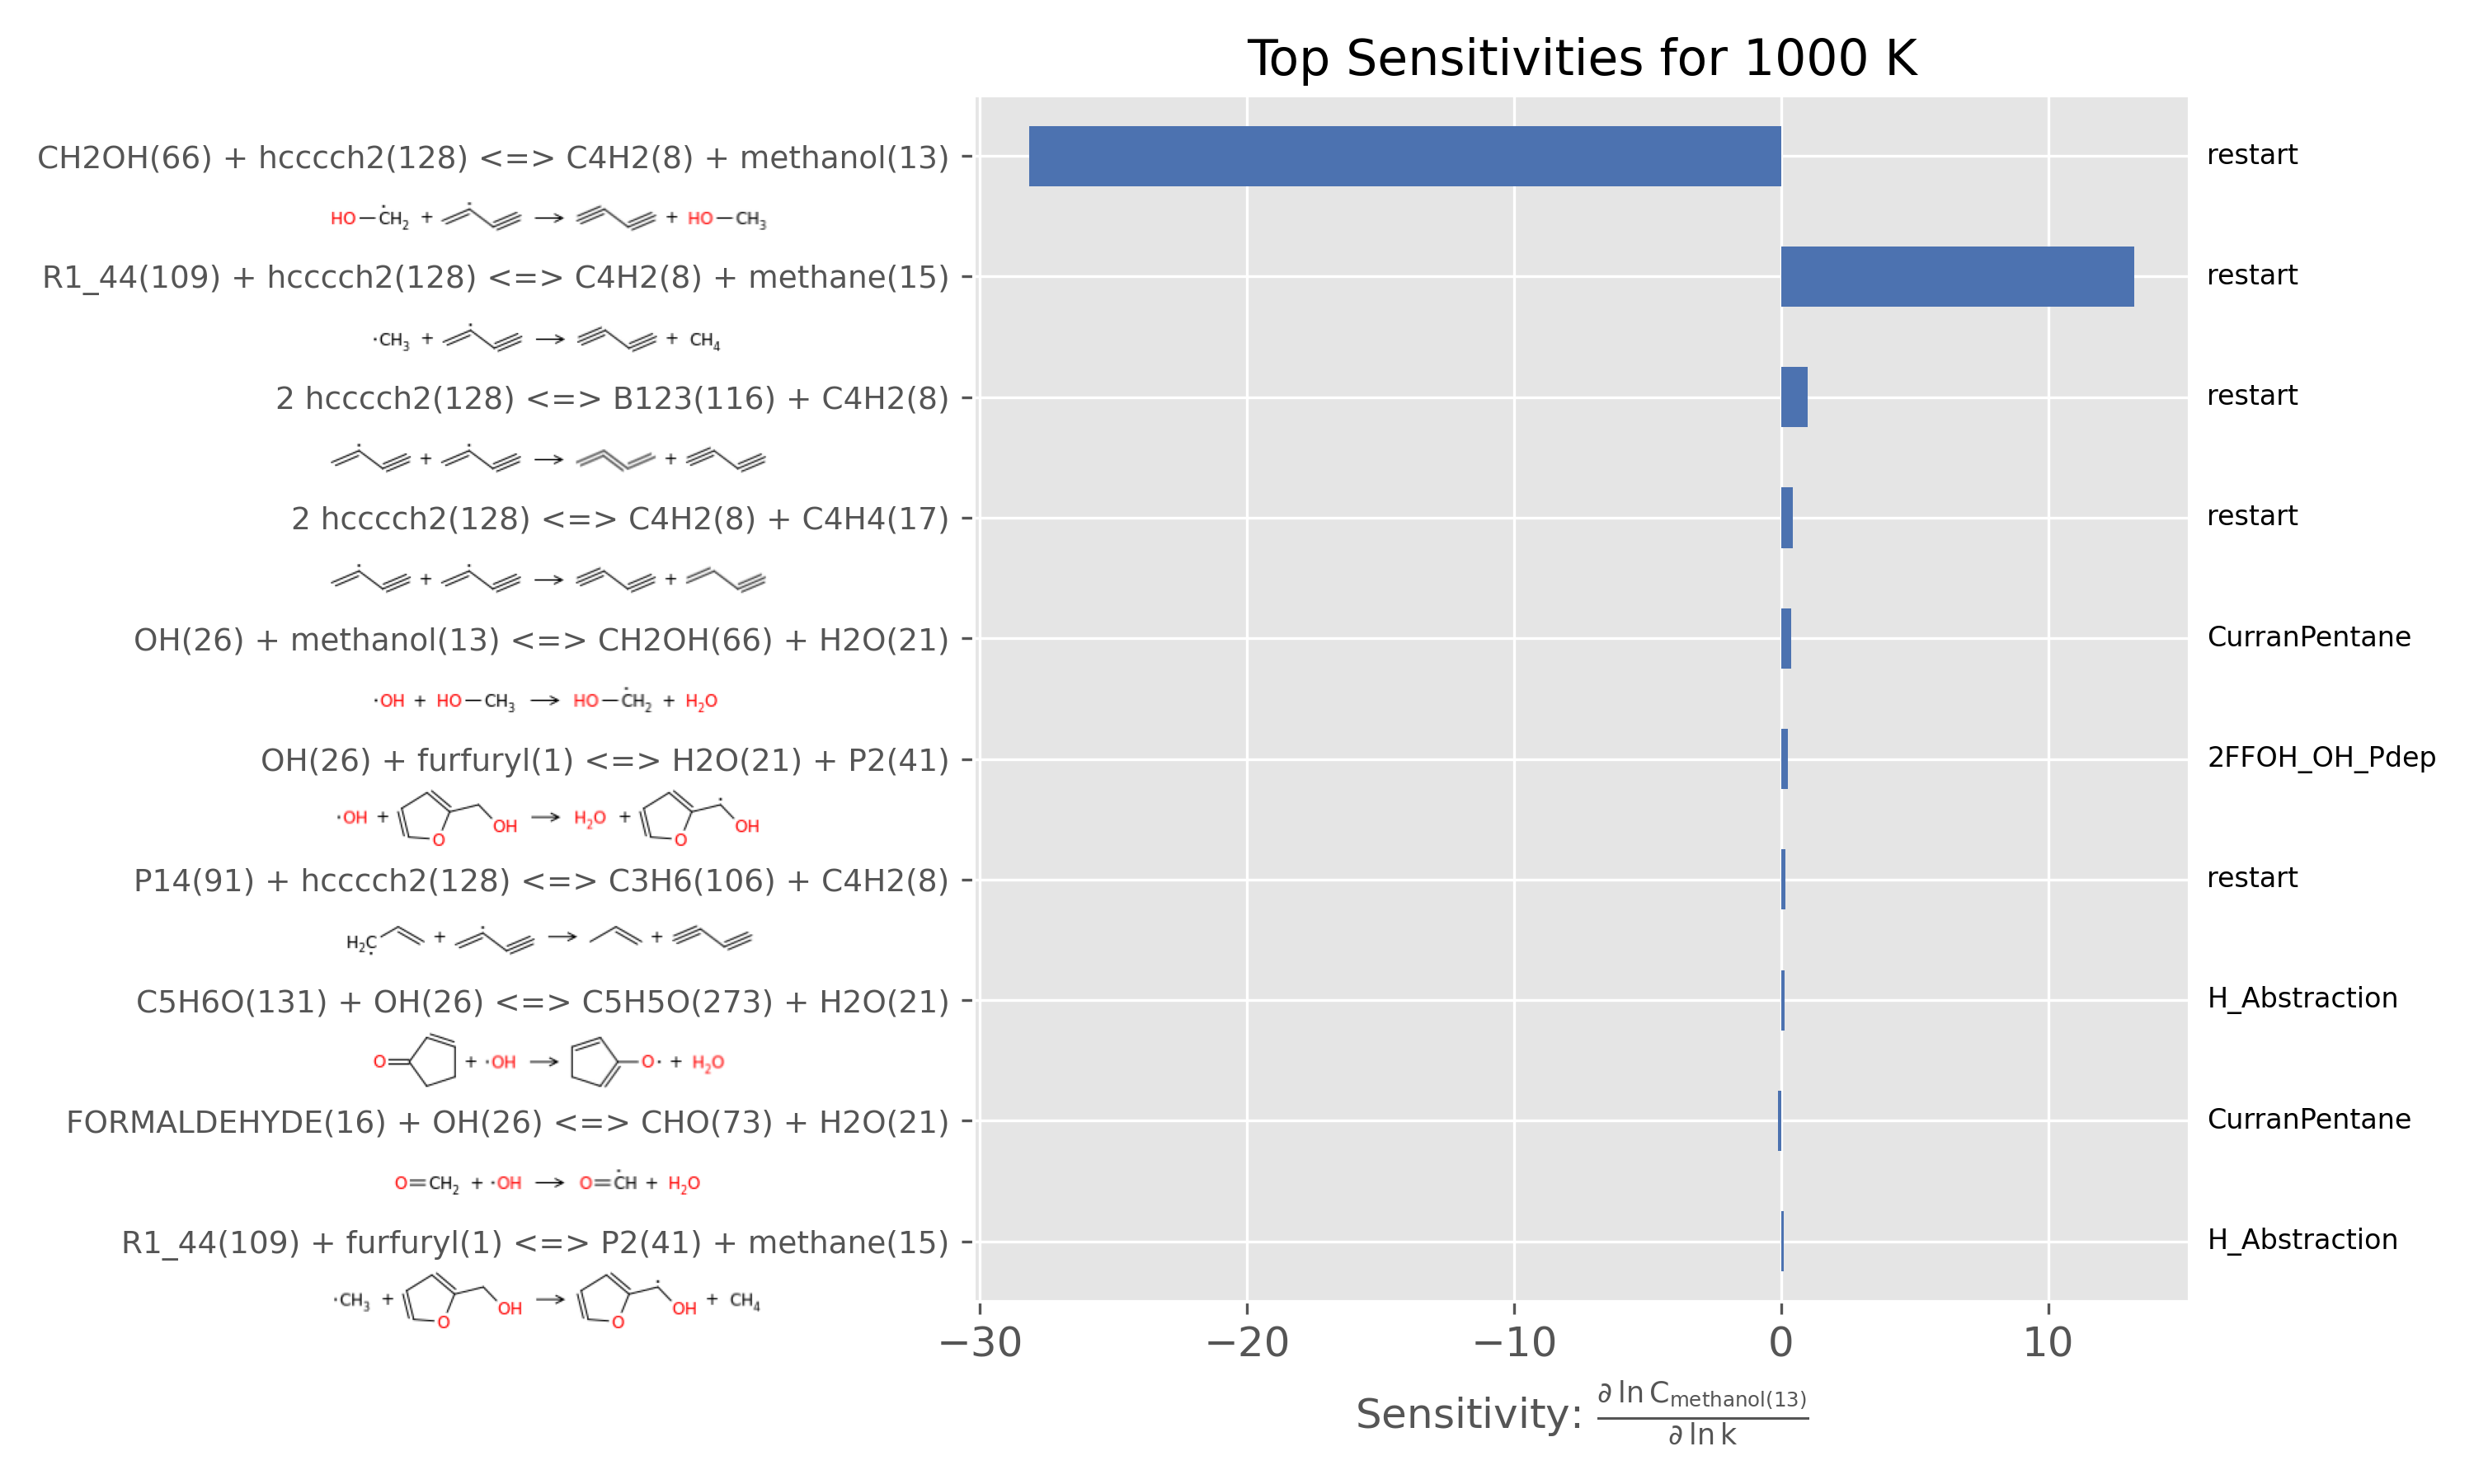 Top Sensitivities for 1000 K
CH2OH(66) + hccccch2(128) <=> C4H2(8) + methanol(13)
restart
HO—ĊH2 + → + HO—CH3
R1_44(109) + hccccch2(128) <=> C4H2(8) + methane(15)
restart
·CH3 + → + CH4
2 hccccch2(128) <=> B123(116) + C4H2(8)
restart
+ → +
2 hccccch2(128) <=> C4H2(8) + C4H4(17)
restart
+ → +
OH(26) + methanol(13) <=> CH2OH(66) + H2O(21)
CurranPentane
·OH + HO—CH3 → HO—ĊH2 + H2O
OH(26) + furfuryl(1) <=> H2O(21) + P2(41)
2FFOH_OH_Pdep
·OH + O OH → H2O + O OH
P14(91) + hccccch2(128) <=> C3H6(106) + C4H2(8)
restart
H2C + → +
C5H6O(131) + OH(26) <=> C5H5O(273) + H2O(21)
H_Abstraction
O + ·OH → O· + H2O
FORMALDEHYDE(16) + OH(26) <=> CHO(73) + H2O(21)
CurranPentane
O=CH2 + ·OH → O=ĊH + H2O
R1_44(109) + furfuryl(1) <=> P2(41) + methane(15)
H_Abstraction
·CH3 + O OH → O OH + CH4
−30 −20 −10 0 10
Sensitivity: ∂ ln C methanol(13) / ∂ ln k